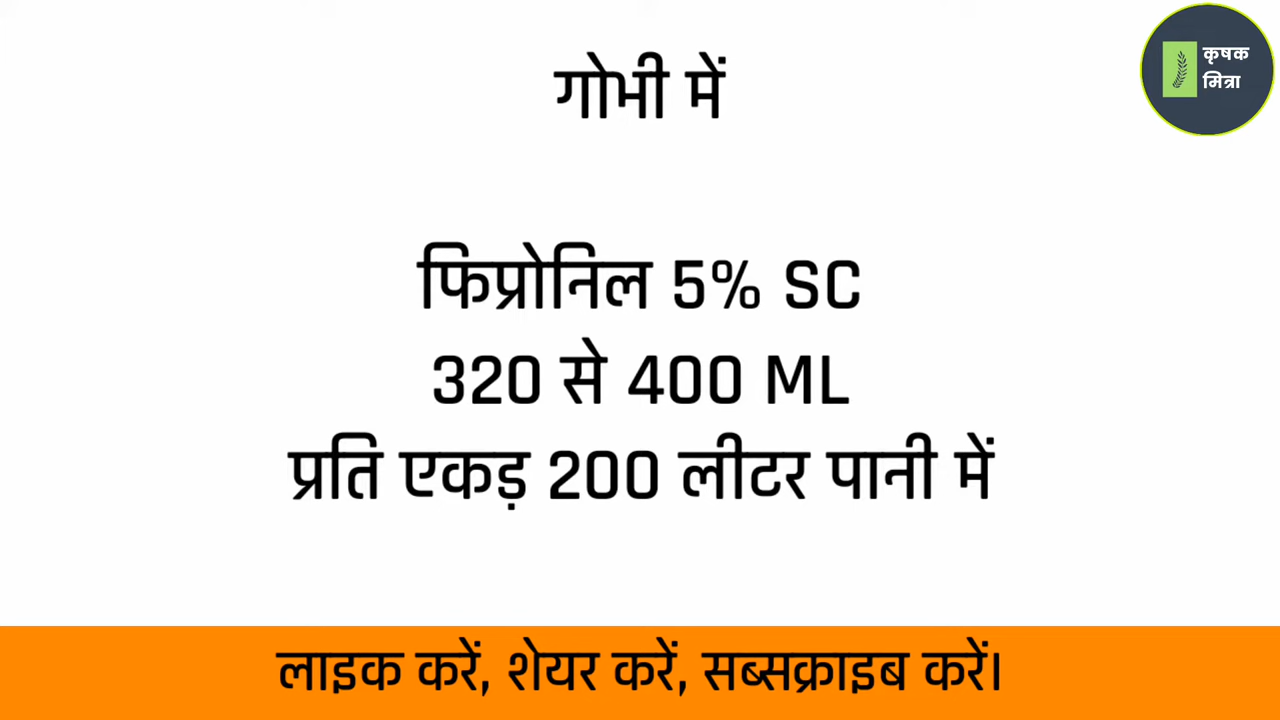 कृषक
मित्रा
गोभी में
फिप्रोनिल 5% SC
320 से 400 ML
प्रति एकड़ 200 लीटर पानी में
लाइक करें, शेयर करें, सब्सक्राइब करें।